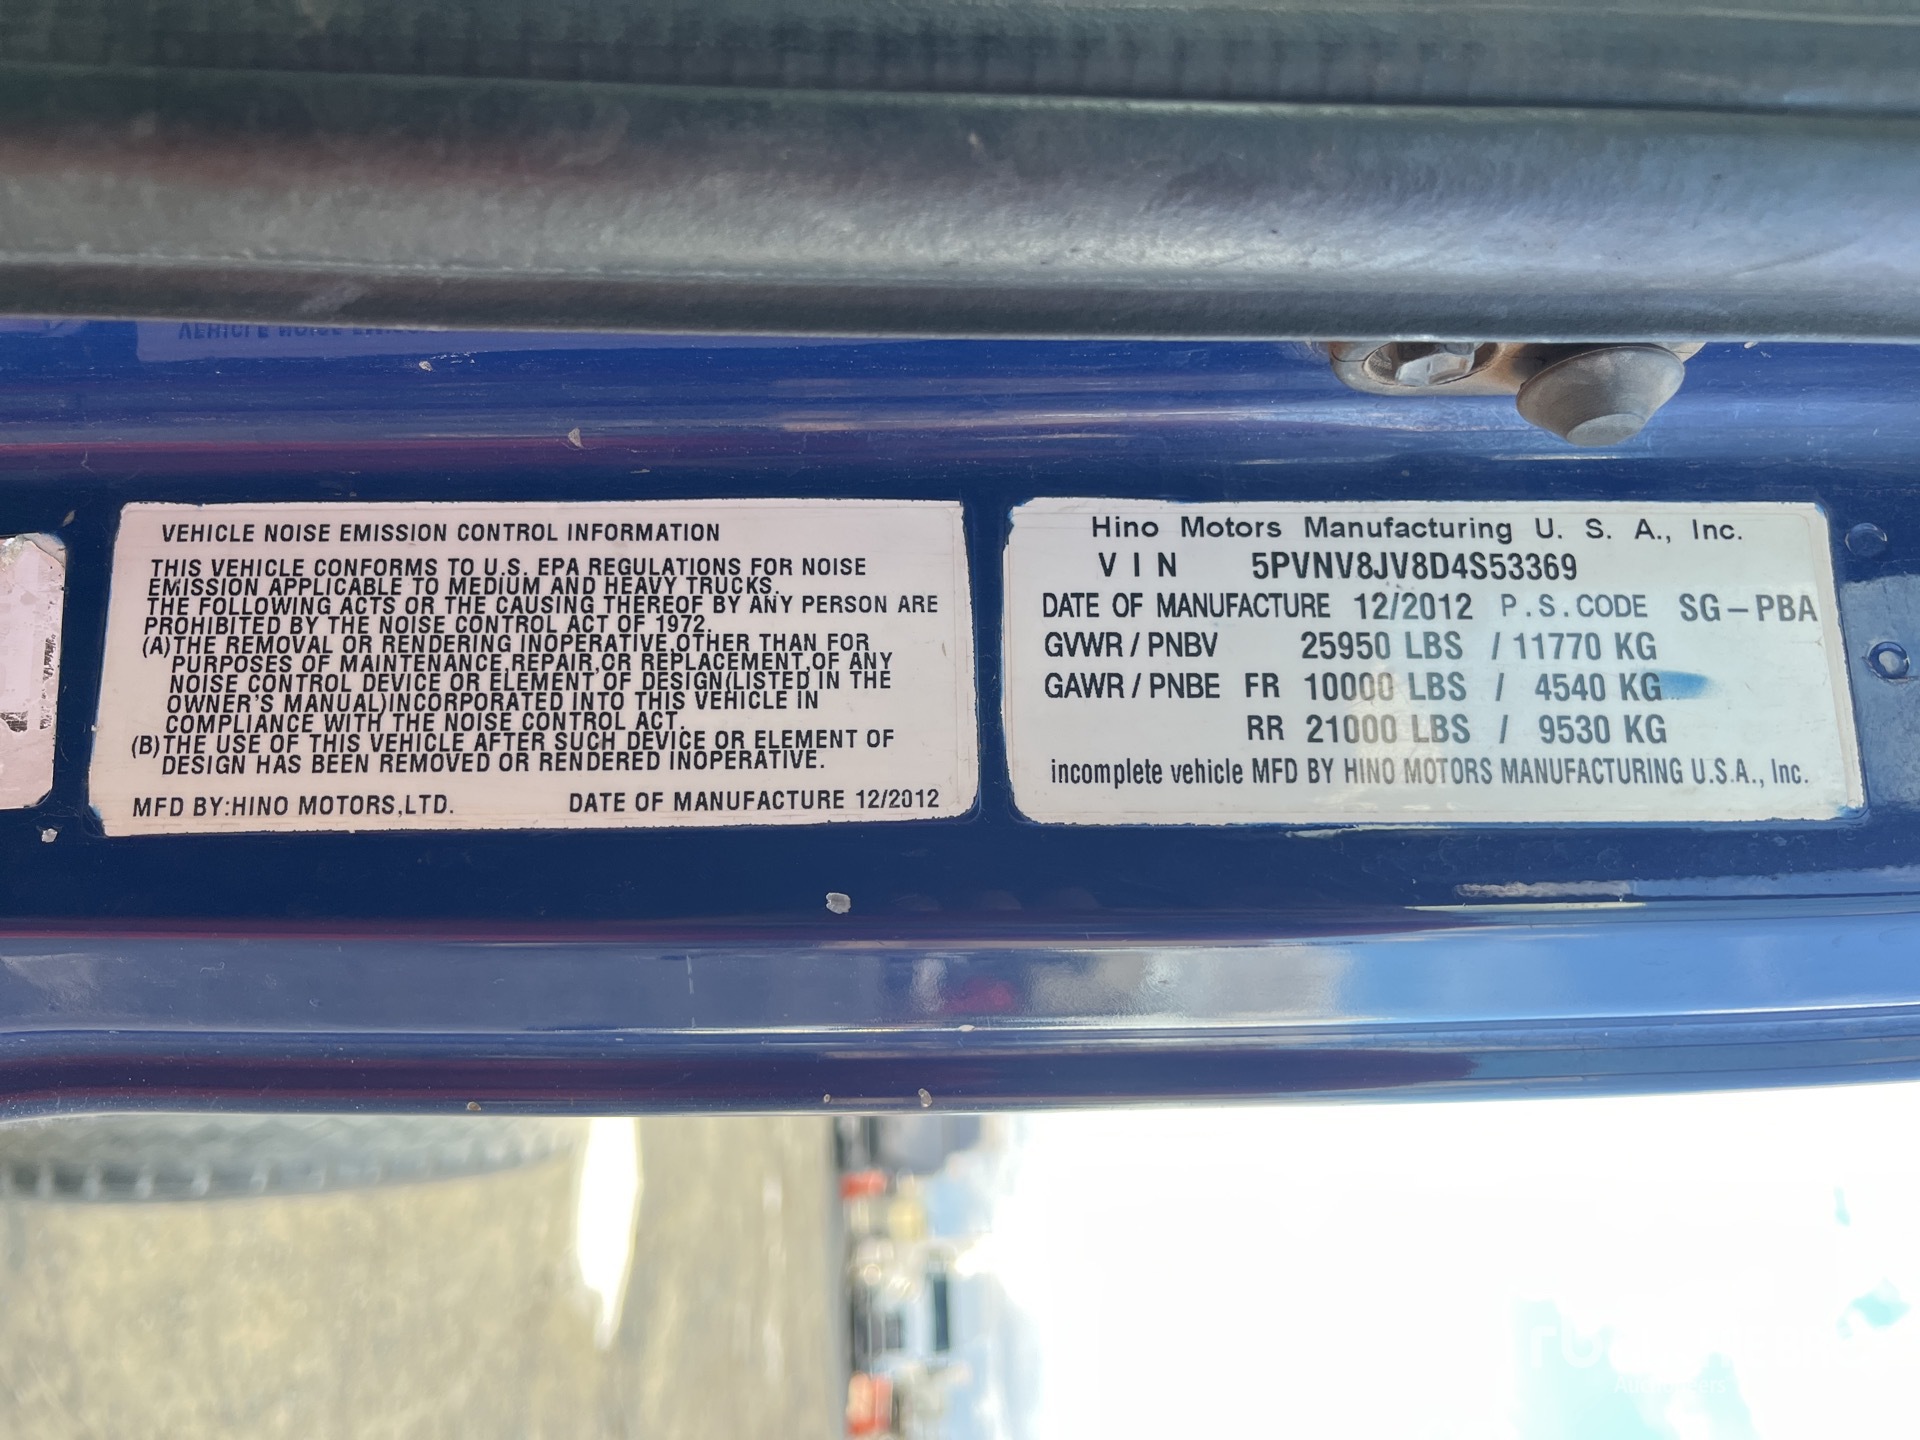 VEHICLE NOISE EMISSION CONTROL INFORMATION
THIS VEHICLE CONFORMS TO U.S. EPA REGULATIONS FOR NOISE
EMISSION APPLICABLE TO MEDIUM AND HEAVY TRUCKS.
THE FOLLOWING ACTS OR THE CAUSING THEREOF BY ANY PERSON ARE
PROHIBITED BY THE NOISE CONTROL ACT OF 1972.
(A)THE REMOVAL OR RENDERING INOPERATIVE,OTHER THAN FOR
PURPOSES OF MAINTENANCE,REPAIR,OR REPLACEMENT,OF ANY
NOISE CONTROL DEVICE OR ELEMENT OF DESIGN(LISTED IN THE
OWNER'S MANUAL)INCORPORATED INTO THIS VEHICLE IN
COMPLIANCE WITH THE NOISE CONTROL ACT.
(B)THE USE OF THIS VEHICLE AFTER SUCH DEVICE OR ELEMENT OF
DESIGN HAS BEEN REMOVED OR RENDERED INOPERATIVE.
MFD BY:HINO MOTORS,LTD. DATE OF MANUFACTURE 12/2012
Hino Motors Manufacturing U. S. A., Inc.
V I N 5PVNV8JV8D4S53369
DATE OF MANUFACTURE 12/2012 P.S.CODE SG-PBA
GVWR / PNBV 25950 LBS / 11770 KG
GAWR / PNBE FR 10000 LBS / 4540 KG
RR 21000 LBS / 9530 KG
incomplete vehicle MFD BY HINO MOTORS MANUFACTURING U.S.A., Inc.